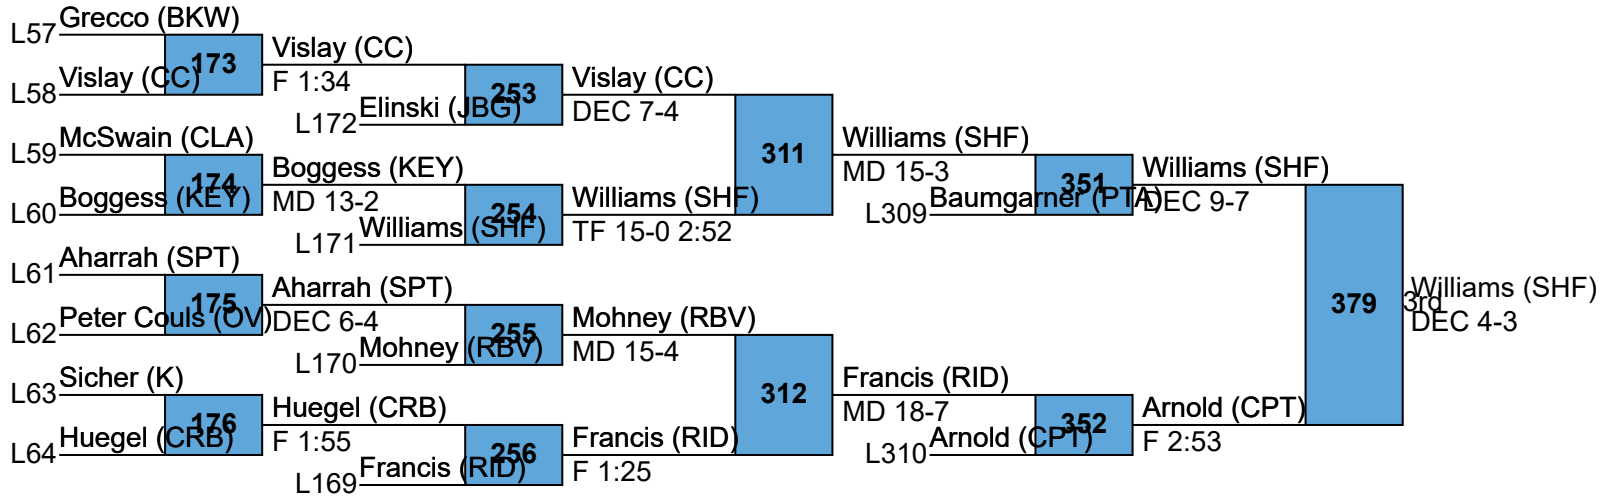 L57 Grecco (BKW)
173
L58 Vislay (CC)
Vislay (CC)
F 1:34
L172 Elinski (JBG)
253
Vislay (CC)
DEC 7-4
L59 McSwain (CLA)
174
L60 Boggess (KEY)
Boggess (KEY)
MD 13-2
L171 Williams (SHF)
254
Williams (SHF)
TF 15-0 2:52
311
Williams (SHF)
MD 15-3
L309 Baumgarner (PTA)
351
Williams (SHF)
DEC 9-7
L61 Aharrah (SPT)
175
L62 Peter Couls (OV)
Aharrah (SPT)
DEC 6-4
L170 Mohney (RBV)
255
Mohney (RBV)
MD 15-4
L63 Sicher (K)
176
L64 Huegel (CRB)
Huegel (CRB)
F 1:55
L169 Francis (RID)
256
Francis (RID)
F 1:25
312
Francis (RID)
MD 18-7
L310 Arnold (CPT)
352
Arnold (CPT)
F 2:53
379
3rd
Williams (SHF)
DEC 4-3